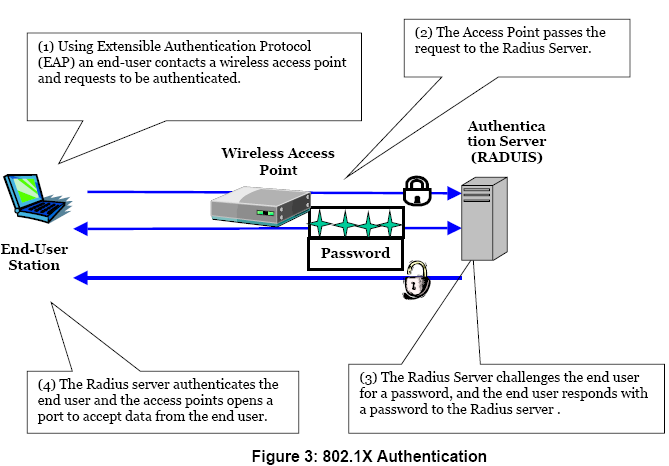 (1) Using Extensible Authentication Protocol
(EAP) an end-user contacts a wireless access point
and requests to be authenticated.
(2) The Access Point passes the
request to the Radius Server.
Wireless Access
Point
Authentica
tion Server
(RADUIS)
End-User
Station
Password
(4) The Radius server authenticates the
end user and the access points opens a
port to accept data from the end user.
(3) The Radius Server challenges the end user
for a password, and the end user responds with
a password to the Radius server .
Figure 3: 802.1X Authentication